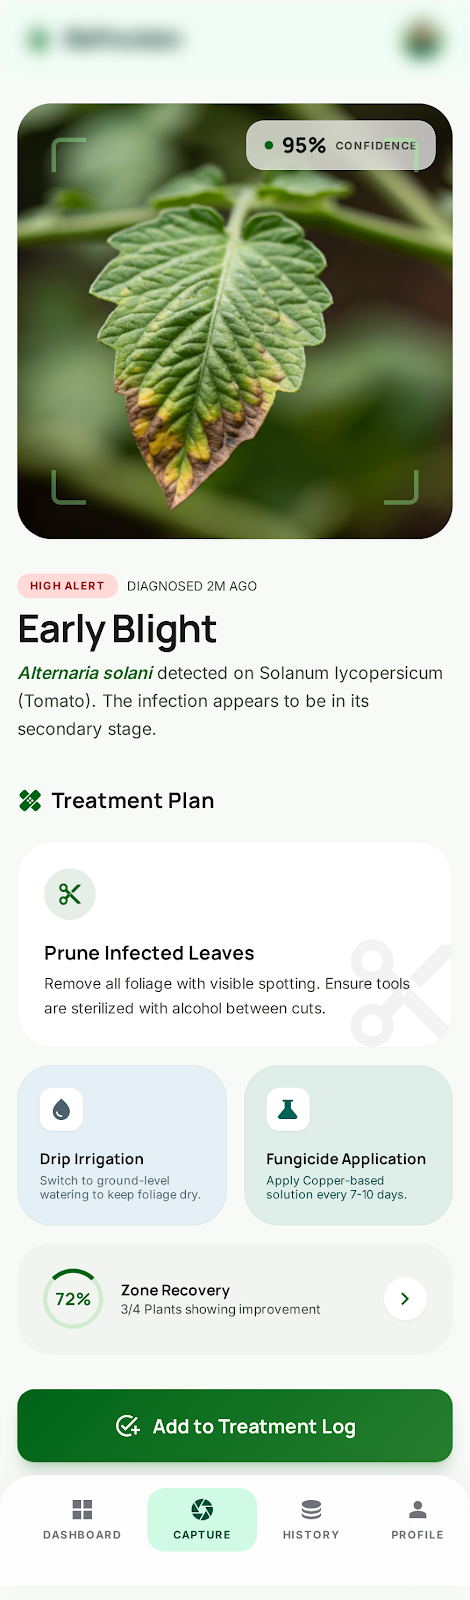 95% CONFIDENCE
HIGH ALERT DIAGNOSED 2M AGO
Early Blight
Alternaria solani detected on Solanum lycopersicum
(Tomato). The infection appears to be in its
secondary stage.
Treatment Plan
Prune Infected Leaves
Remove all foliage with visible spotting. Ensure tools
are sterilized with alcohol between cuts.
Drip Irrigation
Switch to ground-level
watering to keep foliage dry.
Fungicide Application
Apply Copper-based
solution every 7-10 days.
72%
Zone Recovery
3/4 Plants showing improvement
Add to Treatment Log
DASHBOARD CAPTURE HISTORY PROFILE